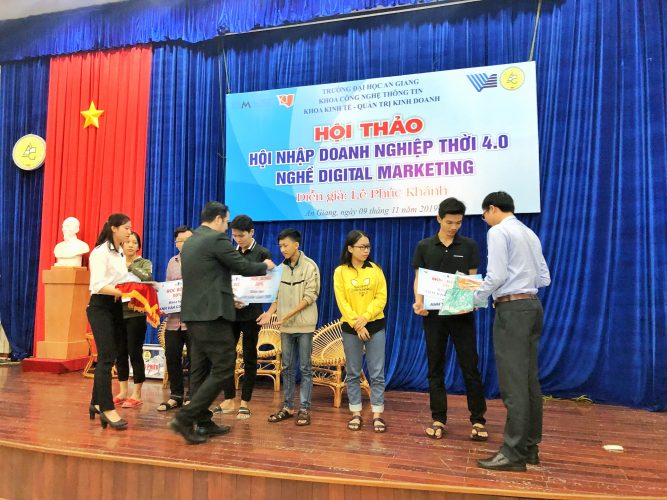 TRƯỜNG ĐẠI HỌC AN GIANG
KHOA CÔNG NGHỆ THÔNG TIN
KHOA KINH TẾ - QUẢN TRỊ KINH DOANH
HỘI THẢO
HỘI NHẬP DOANH NGHIỆP THỜI 4.0
NGHỀ DIGITAL MARKETING
Diễn giả: Lê Phúc Khánh
An Giang, ngày 09 tháng 11 năm 2019